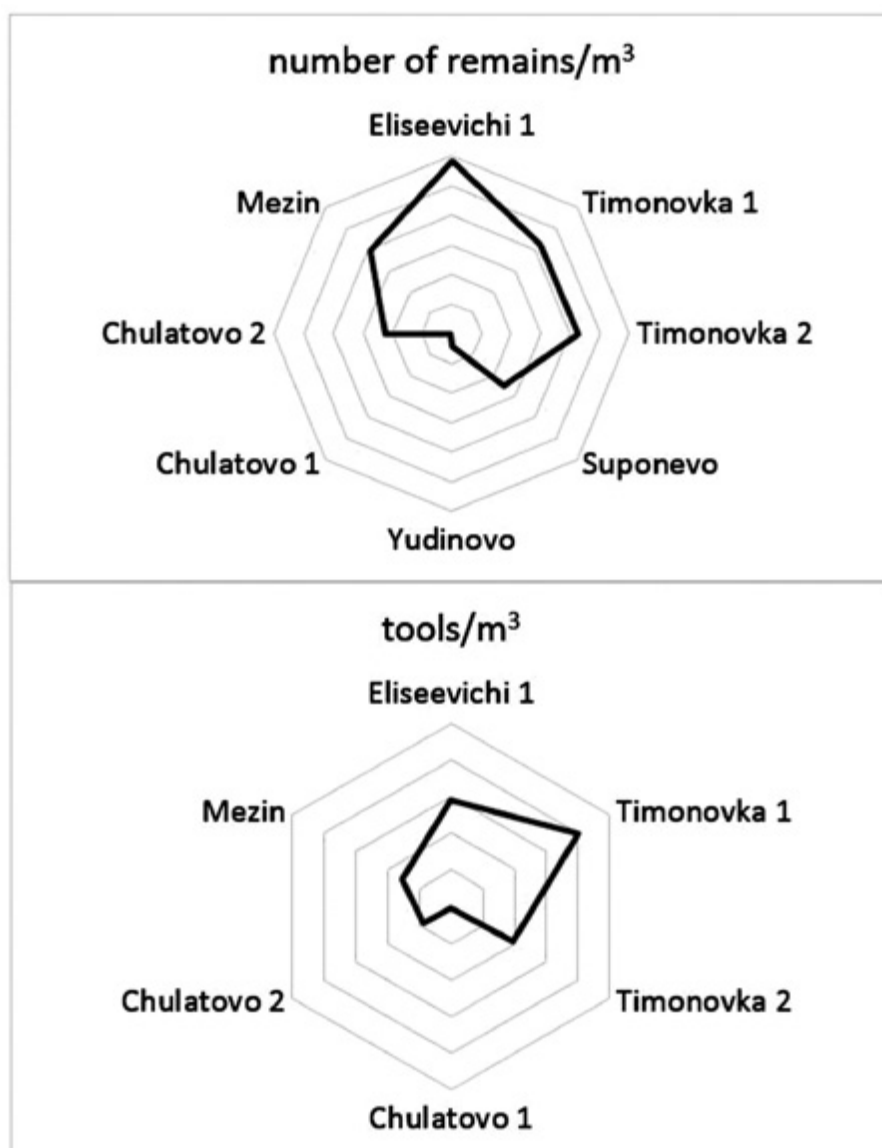 number of remains/m³
Eliseevichi 1
Mezin
Timonovka 1
Chulatovo 2
Timonovka 2
Chulatovo 1
Suponevo
Yudinovo
tools/m³
Eliseevichi 1
Mezin
Timonovka 1
Chulatovo 2
Timonovka 2
Chulatovo 1